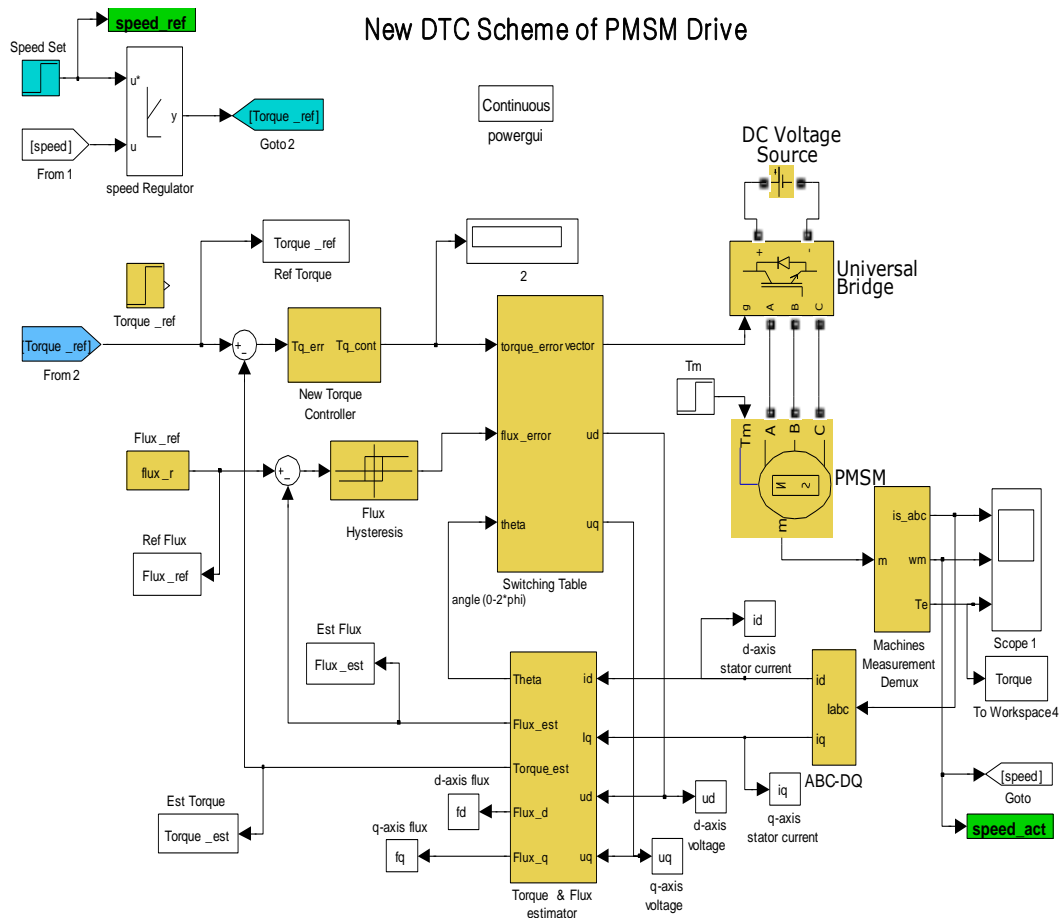 New DTC Scheme of PMSM Drive
speed_ref
Speed Set
u*
y
u
[speed]
From 1
speed Regulator
[Torque _ref]
Goto 2
Continuous
powergui
DC Voltage
Source
+
+
-
g
A
B
C
Universal
Bridge
Torque _ref
Ref Torque
2
Torque _ref
[Torque _ref]
From 2
+
-
Tq_err
Tq_cont
New Torque
Controller
torque_error
vector
flux_error
ud
theta
uq
Switching Table
Tm
Tm
A
B
C
N
S
m
PMSM
Flux_ref
flux _r
+
-
Flux
Hysteresis
Ref Flux
Flux _ref
angle (0-2*phi)
m
is_abc
wm
Te
Machines
Measurement
Demux
Scope 1
Torque
To Workspace4
Est Flux
Flux _est
id
d-axis
stator current
Theta
id
Flux_est
Iq
Torque_est
Flux_d
ud
Flux_q
uq
Torque & Flux
estimator
id
Iabc
iq
ABC-DQ
d-axis flux
fd
q-axis flux
fq
Est Torque
Torque _est
ud
d-axis
voltage
uq
q-axis
voltage
iq
q-axis
stator current
[speed]
Goto
speed_act